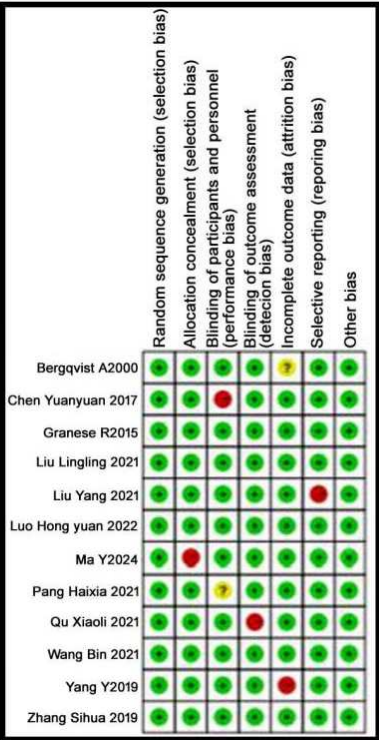 Random sequence generation (selection bias)
Allocation concealment (selection bias)
Blinding of participants and personnel
(performance bias)
Blinding of outcome assessment
(detecion bias)
Incomplete outcome data (attrition bias)
Selective reporting (reporing bias)
Other bias
Bergqvist A2000
?
Chen Yuanyuan 2017
Granese R2015
Liu Lingling 2021
Liu Yang 2021
Luo Hong yuan 2022
Ma Y2024
Pang Haixia 2021
?
Qu Xiaoli 2021
Wang Bin 2021
Yang Y2019
Zhang Sihua 2019